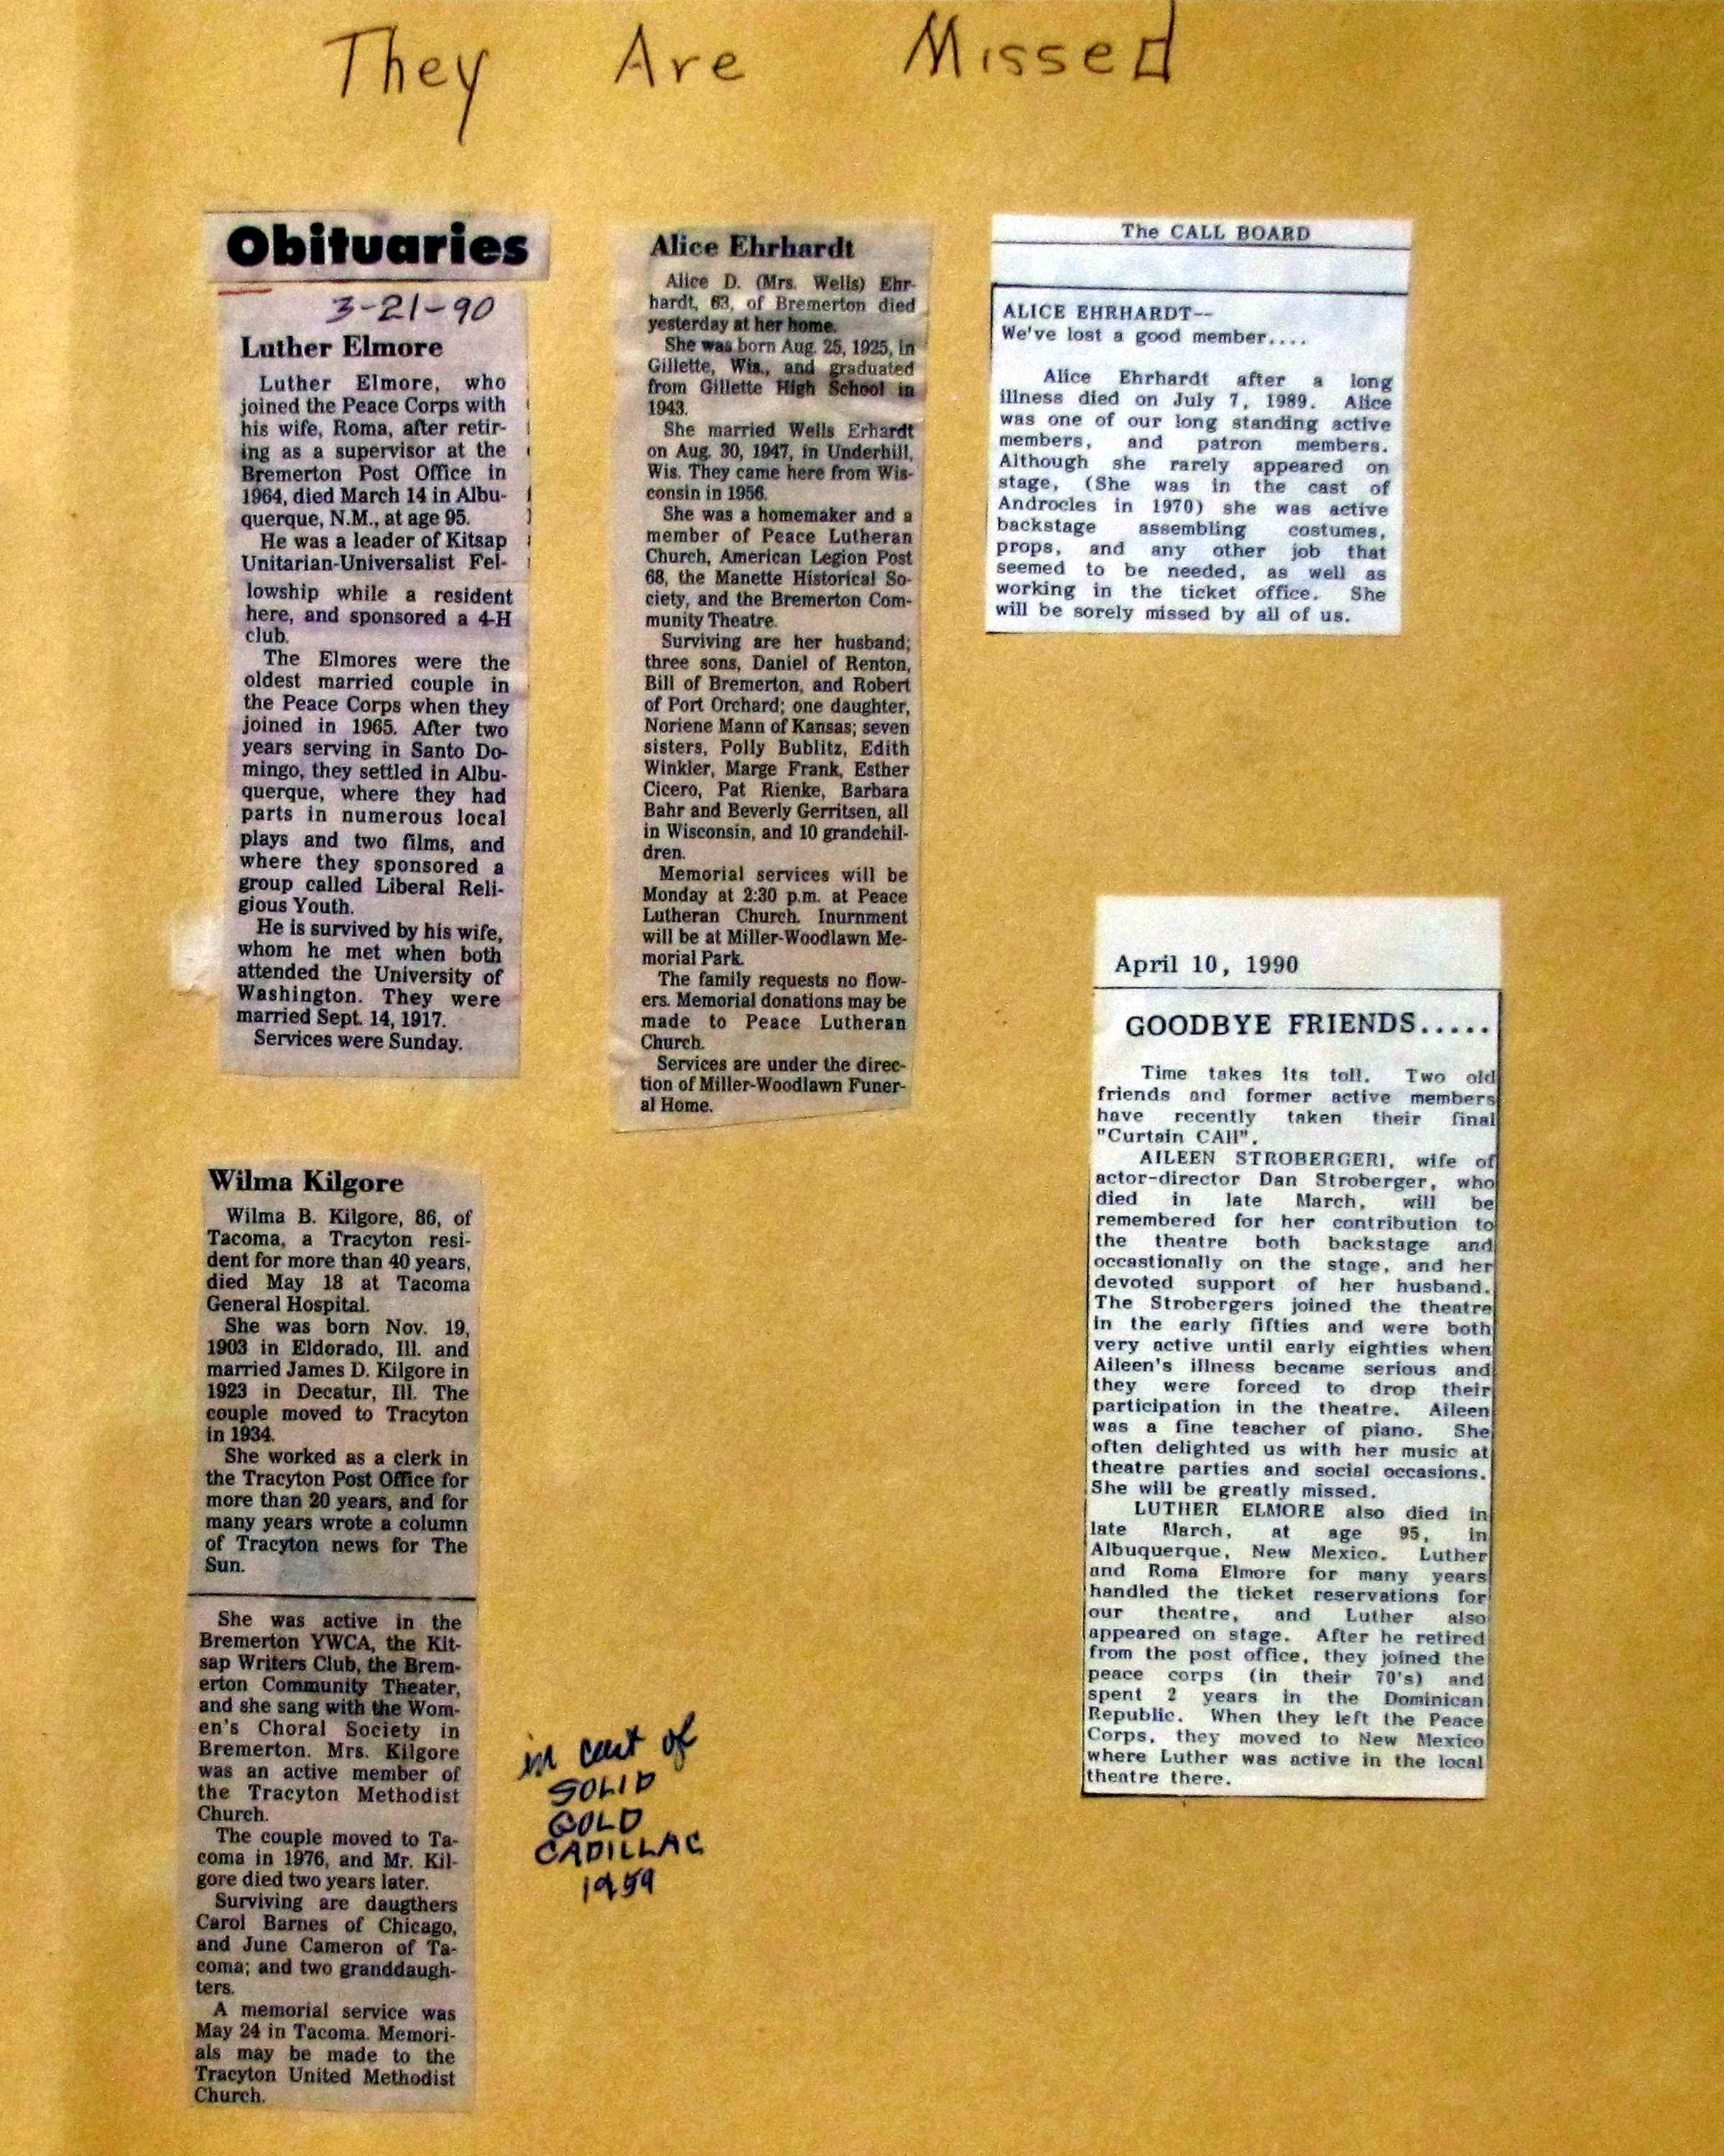 They Are Missed
Obituaries
3-21-90
Luther Elmore
Luther Elmore, who
joined the Peace Corps with
his wife, Roma, after retir-
ing as a supervisor at the
Bremerton Post Office in
1964, died March 14 in Albu-
querque, N.M., at age 95.
He was a leader of Kitsap
Unitarian-Universalist Fel-
lowship while a resident
here, and sponsored a 4-H
club.
The Elmores were the
oldest married couple in
the Peace Corps when they
joined in 1965. After two
years serving in Santo Do-
mingo, they settled in Albu-
querque, where they had
parts in numerous local
plays and two films, and
where they sponsored a
group called Liberal Reli-
gious Youth.
He is survived by his wife,
whom he met when both
attended the University of
Washington. They were
married Sept. 14, 1917.
Services were Sunday.
Wilma Kilgore
Wilma B. Kilgore, 86, of
Tacoma, a Tracyton resi-
dent for more than 40 years,
died May 18 at Tacoma
General Hospital.
She was born Nov. 19,
1903 in Eldorado, Ill. and
married James D. Kilgore in
1923 in Decatur, Ill. The
couple moved to Tracyton
in 1934.
She worked as a clerk in
the Tracyton Post Office for
more than 20 years, and for
many years wrote a column
of Tracyton news for The
Sun.
She was active in the
Bremerton YWCA, the Kit-
sap Writers Club, the Brem-
erton Community Theater,
and she sang with the Wom-
en's Choral Society in
Bremerton. Mrs. Kilgore
was an active member of
the Tracyton Methodist
Church.
The couple moved to Ta-
coma in 1976, and Mr. Kil-
gore died two years later.
Surviving are daugthers
Carol Barnes of Chicago,
and June Cameron of Ta-
coma; and two granddaugh-
ters.
A memorial service was
May 24 in Tacoma. Memori-
als may be made to the
Tracyton United Methodist
Church.
in cast of
SOLID
GOLD
CADILLAC
1959
Alice Ehrhardt
Alice D. (Mrs. Wells) Ehr-
hardt, 63, of Bremerton died
yesterday at her home.
She was born Aug. 25, 1925, in
Gillette, Wis., and graduated
from Gillette High School in
1943.
She married Wells Erhardt
on Aug. 30, 1947, in Underhill,
Wis. They came here from Wis-
consin in 1956.
She was a homemaker and a
member of Peace Lutheran
Church, American Legion Post
68, the Manette Historical So-
ciety, and the Bremerton Com-
munity Theatre.
Surviving are her husband;
three sons, Daniel of Renton,
Bill of Bremerton, and Robert
of Port Orchard; one daughter,
Noriene Mann of Kansas; seven
sisters, Polly Bublitz, Edith
Winkler, Marge Frank, Esther
Cicero, Pat Rienke, Barbara
Bahr and Beverly Gerritsen, all
in Wisconsin, and 10 grandchil-
dren.
Memorial services will be
Monday at 2:30 p.m. at Peace
Lutheran Church. Inurnment
will be at Miller-Woodlawn Me-
morial Park.
The family requests no flow-
ers. Memorial donations may be
made to Peace Lutheran
Church.
Services are under the direc-
tion of Miller-Woodlawn Funer-
al Home.
The CALL BOARD
ALICE EHRHARDT--
We've lost a good member....
Alice Ehrhardt after a long
illness died on July 7, 1989. Alice
was one of our long standing active
members, and patron members.
Although she rarely appeared on
stage, (She was in the cast of
Androcles in 1970) she was active
backstage assembling costumes,
props, and any other job that
seemed to be needed, as well as
working in the ticket office. She
will be sorely missed by all of us.
April 10, 1990
GOODBYE FRIENDS.....
Time takes its toll. Two old
friends and former active members
have recently taken their final
"Curtain CAll".
AILEEN STROBERGERl, wife of
actor-director Dan Stroberger, who
died in late March, will be
remembered for her contribution to
the theatre both backstage and
occastionally on the stage, and her
devoted support of her husband.
The Strobergers joined the theatre
in the early fifties and were both
very active until early eighties when
Aileen's illness became serious and
they were forced to drop their
participation in the theatre. Aileen
was a fine teacher of piano. She
often delighted us with her music at
theatre parties and social occasions.
She will be greatly missed.
LUTHER ELMORE also died in
late March, at age 95, in
Albuquerque, New Mexico. Luther
and Roma Elmore for many years
handled the ticket reservations for
our theatre, and Luther also
appeared on stage. After he retired
from the post office, they joined the
peace corps (in their 70's) and
spent 2 years in the Dominican
Republic. When they left the Peace
Corps, they moved to New Mexico
where Luther was active in the local
theatre there.